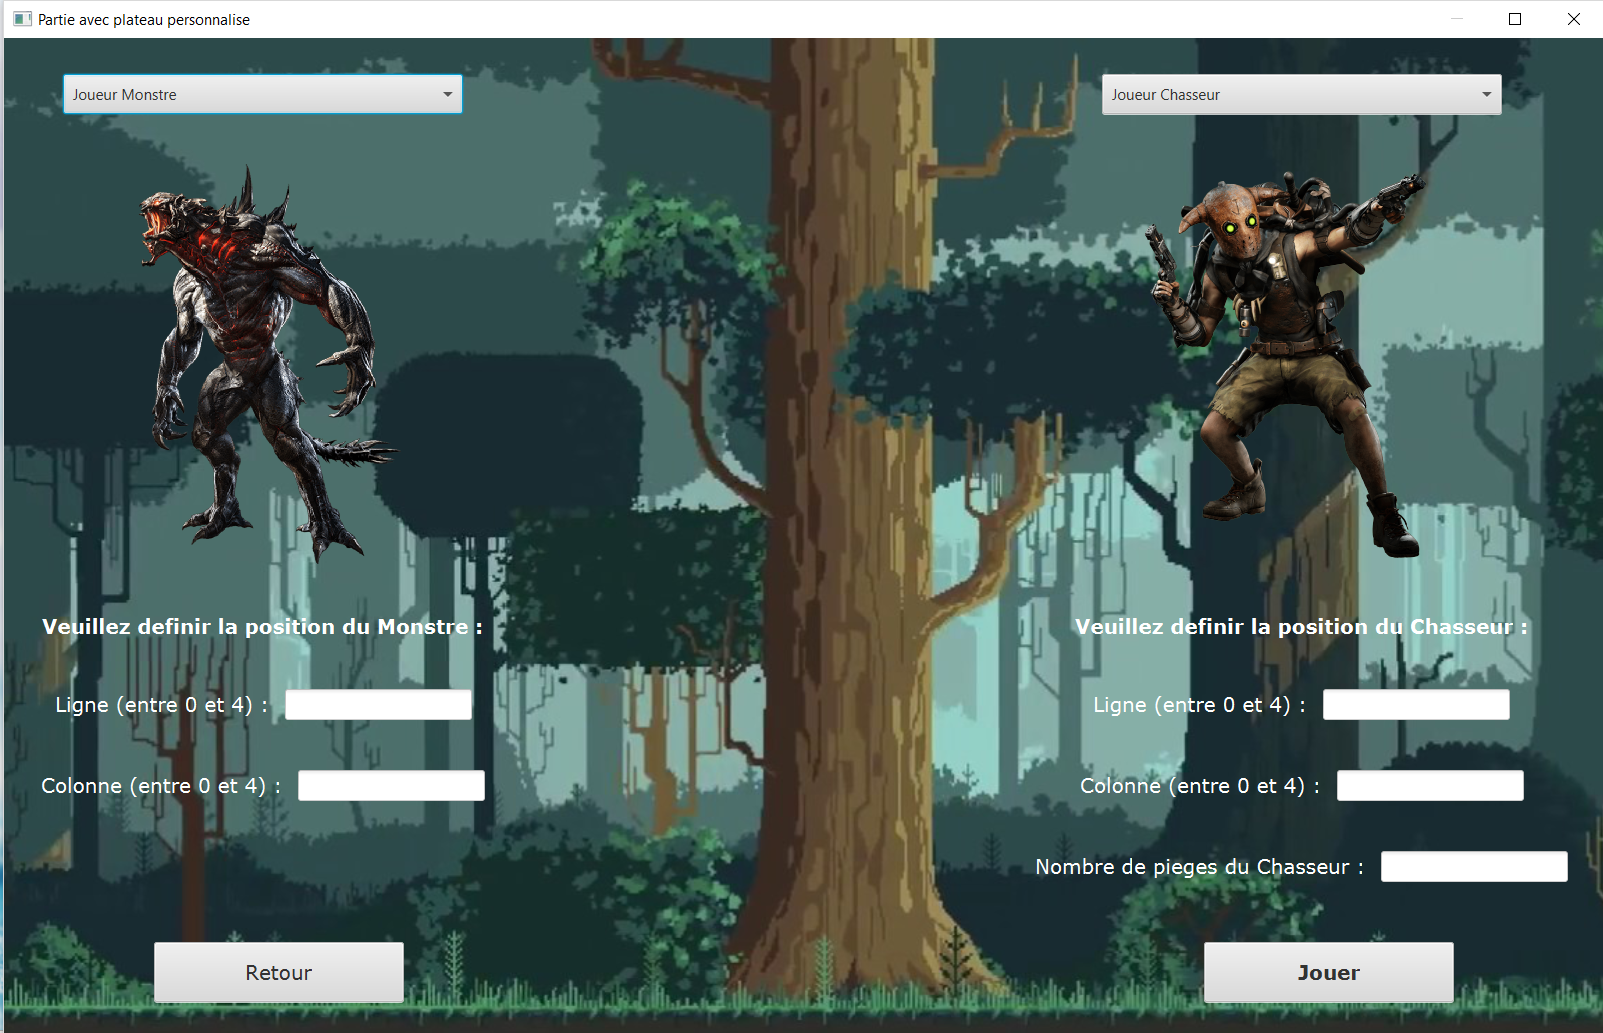 Partie avec plateau personnalise
Joueur Monstre
Joueur Chasseur
Veuillez definir la position du Monstre :
Ligne (entre 0 et 4) :
Colonne (entre 0 et 4) :
Veuillez definir la position du Chasseur :
Ligne (entre 0 et 4) :
Colonne (entre 0 et 4) :
Nombre de pieges du Chasseur :
Retour
Jouer